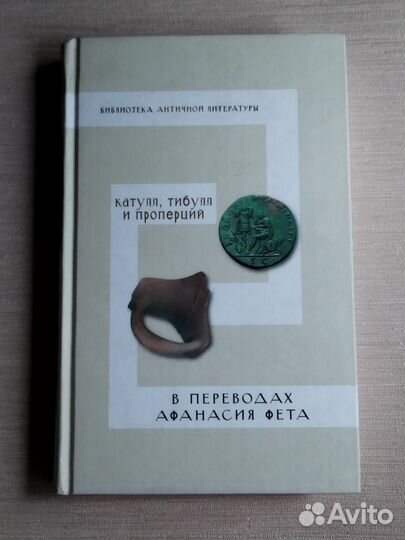 БИБЛИОТЕКА АНТИЧНОЙ ЛИТЕРАТУРЫ
КАТУЛЛ, ТИБУЛЛ
И ПРОПЕРЦИЙ
S C
В ПЕРЕВОДАХ
АФАНАСИЯ ФЕТА
Avito